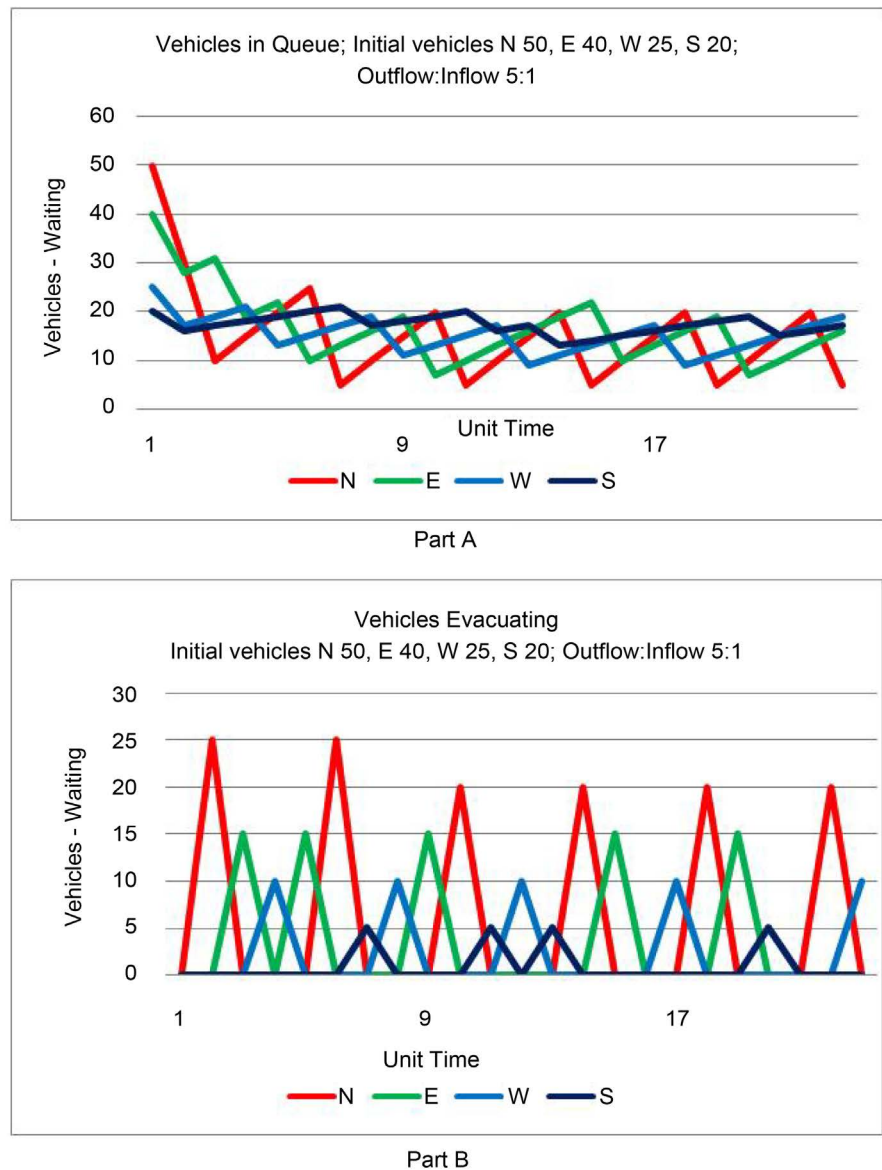 Vehicles in Queue; Initial vehicles N 50, E 40, W 25, S 20;
Outflow:Inflow 5:1
Vehicles - Waiting
60
50
40
30
20
10
0
1 9 17
Unit Time
N E W S
Part A
Vehicles Evacuating
Initial vehicles N 50, E 40, W 25, S 20; Outflow:Inflow 5:1
Vehicles - Waiting
30
25
20
15
10
5
0
1 9 17
Unit Time
N E W S
Part B